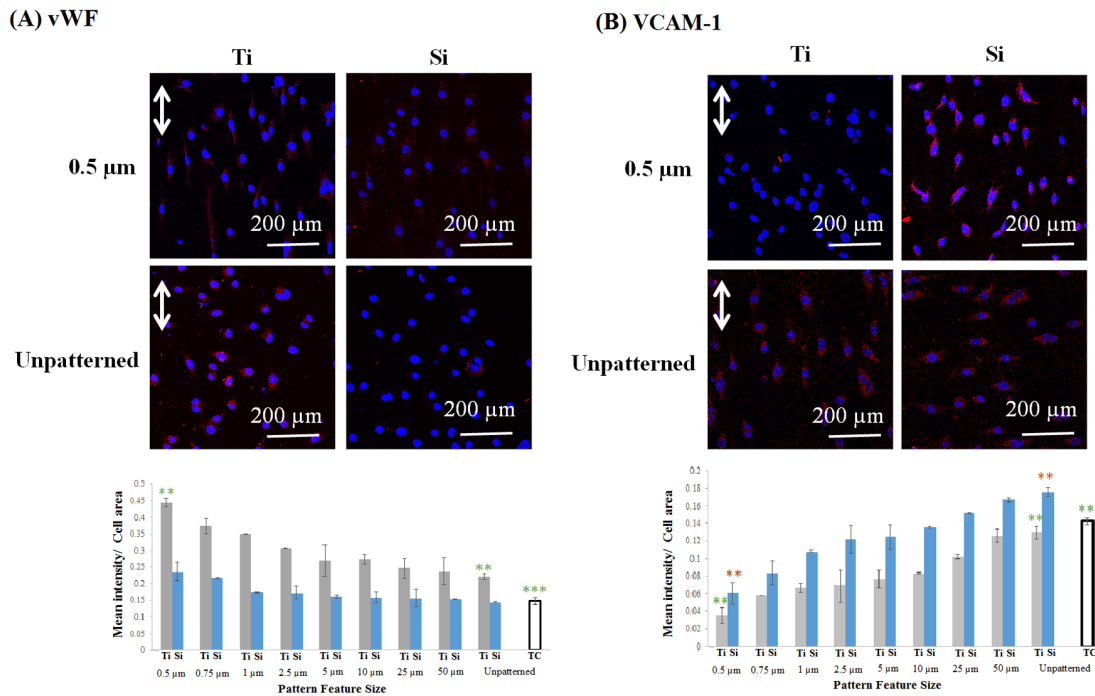 (A) vWF
Ti Si
0.5 µm
200 µm 200 µm
Unpatterned
200 µm 200 µm
Mean intensity/ Cell area
0.5
0.45
0.4
0.35
0.3
0.25
0.2
0.15
0.1
0.05
0
** ** ***
Ti Si Ti Si Ti Si Ti Si Ti Si Ti Si Ti Si Ti Si Ti Si TC
0.5 µm 0.75 µm 1 µm 2.5 µm 5 µm 10 µm 25 µm 50 µm Unpatterned
Pattern Feature Size
(B) VCAM-1
Ti Si
0.5 µm
200 µm 200 µm
Unpatterned
200 µm 200 µm
Mean intensity/ Cell area
0.2
0.18
0.16
0.14
0.12
0.1
0.08
0.06
0.04
0.02
0
** ** ** ** **
Ti Si Ti Si Ti Si Ti Si Ti Si Ti Si Ti Si Ti Si Ti Si TC
0.5 µm 0.75 µm 1 µm 2.5 µm 5 µm 10 µm 25 µm 50 µm Unpatterned
Pattern Feature Size